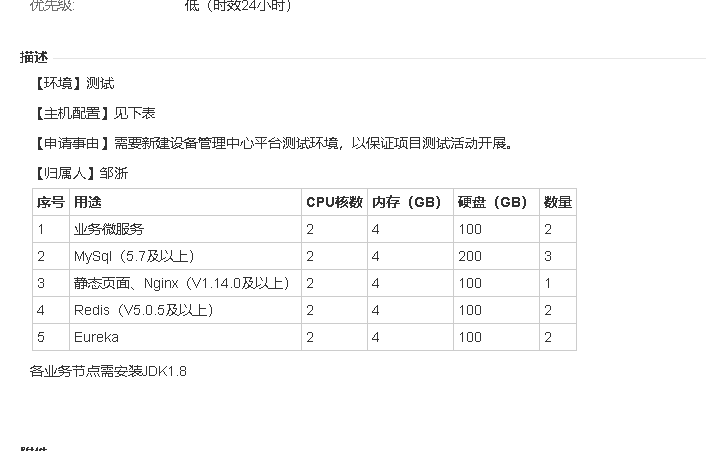 优先级: 低（时效24小时）
描述
【环境】测试
【主机配置】见下表
【申请事由】需要新建设备管理中心平台测试环境，以保证项目测试活动开展。
【归属人】邹浙
序号 用途 CPU核数 内存（GB） 硬盘（GB） 数量
1 业务微服务 2 4 100 2
2 MySql（5.7及以上） 2 4 200 3
3 静态页面、Nginx（V1.14.0及以上） 2 4 100 1
4 Redis（V5.0.5及以上） 2 4 100 2
5 Eureka 2 4 100 2
各业务节点需安装JDK1.8